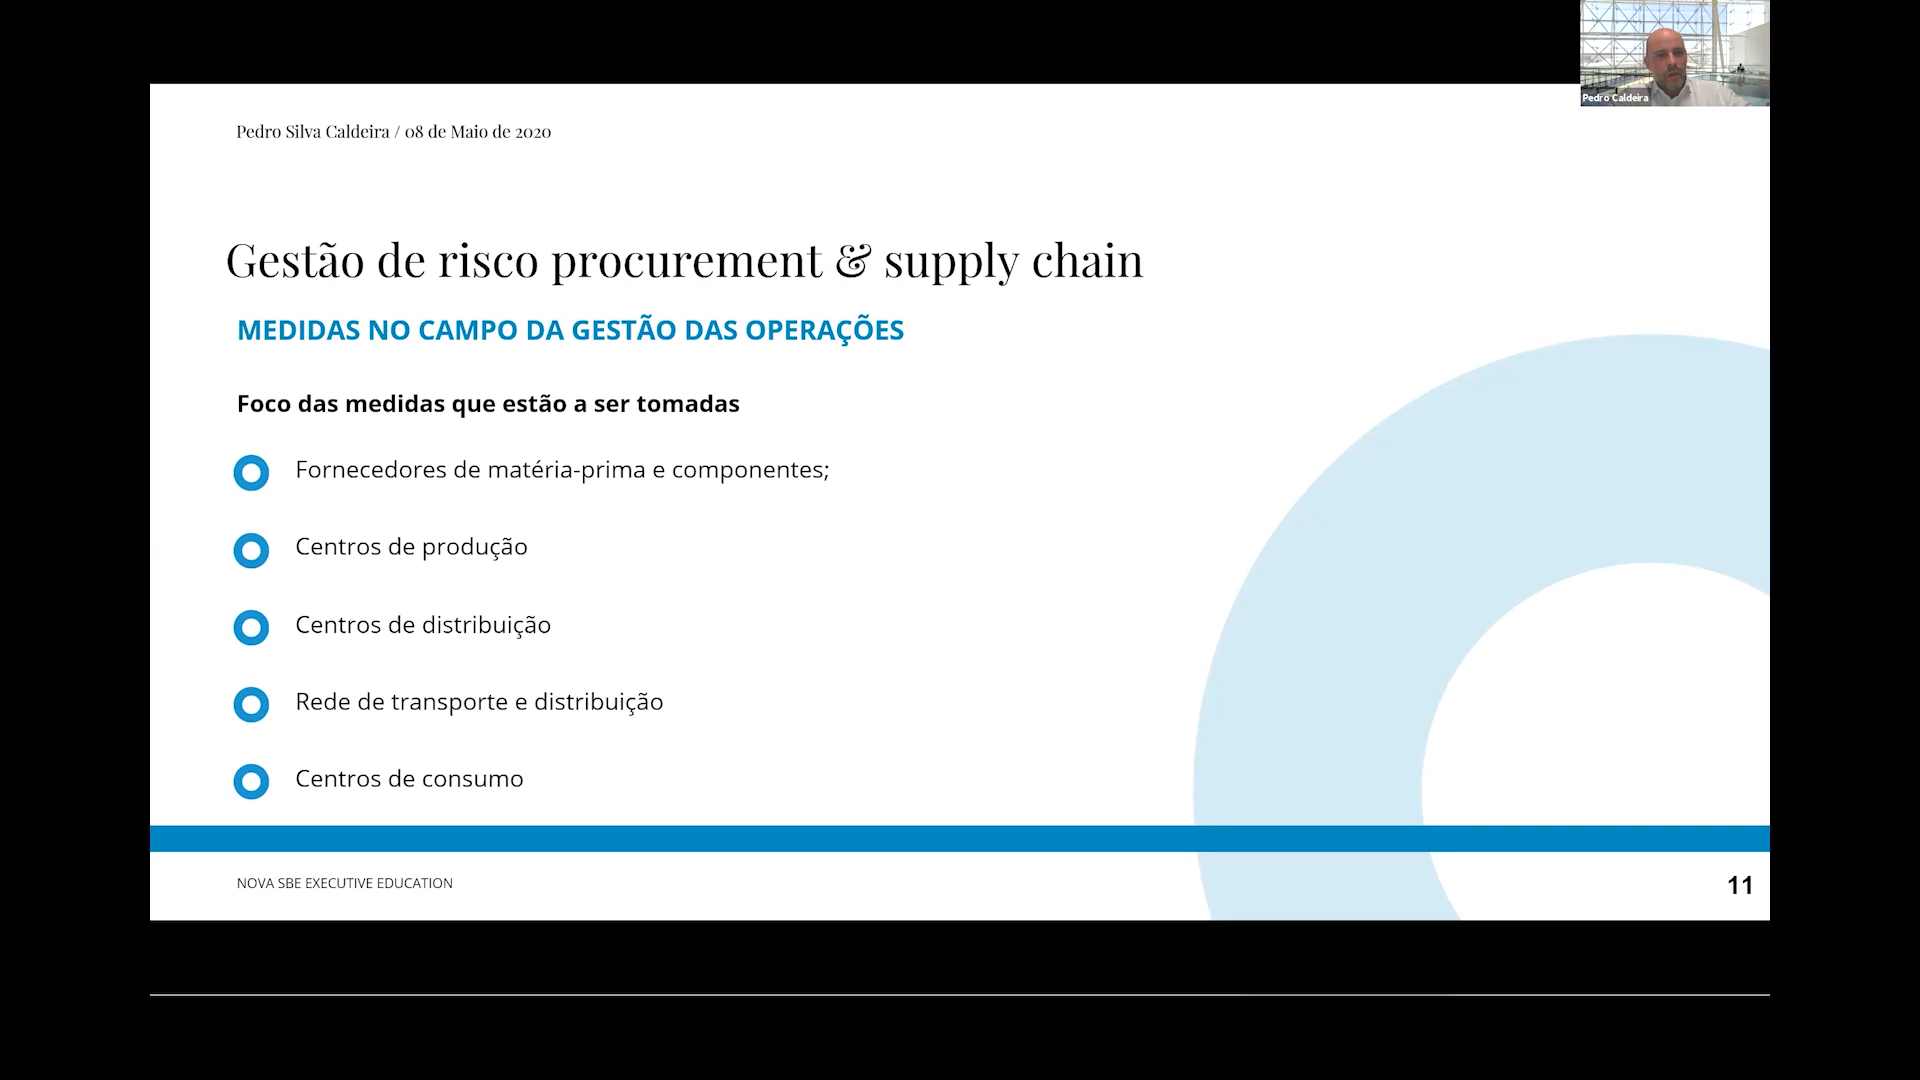 Pedro Caldeira
Pedro Silva Caldeira / 08 de Maio de 2020
Gestão de risco procurement & supply chain
MEDIDAS NO CAMPO DA GESTÃO DAS OPERAÇÕES
Foco das medidas que estão a ser tomadas
Fornecedores de matéria-prima e componentes;
Centros de produção
Centros de distribuição
Rede de transporte e distribuição
Centros de consumo
NOVA SBE EXECUTIVE EDUCATION
11